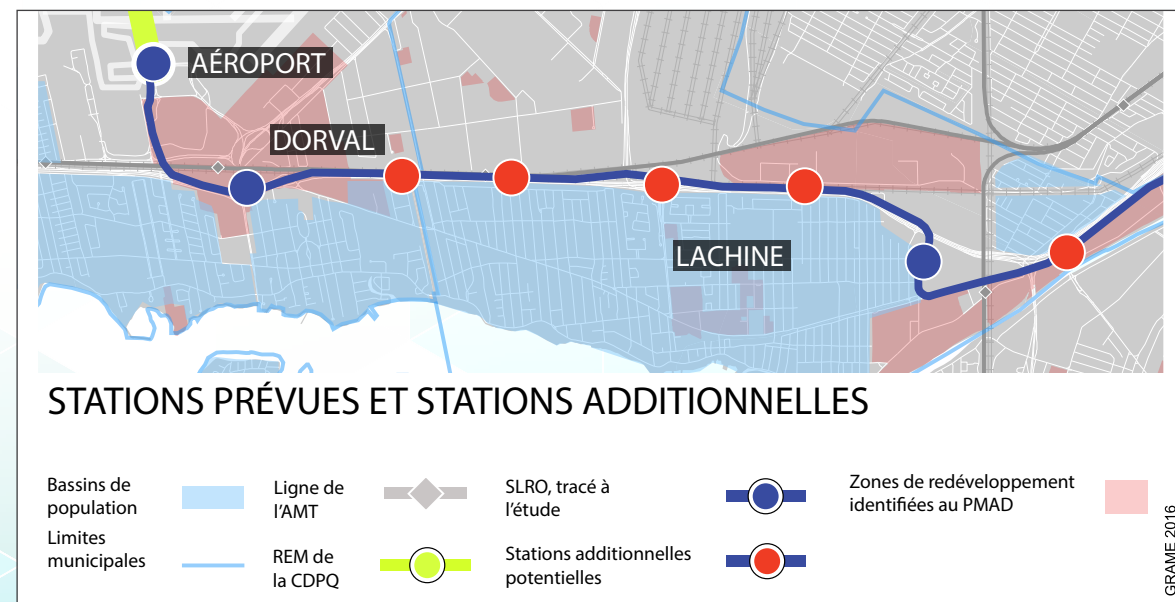 AÉROPORT
DORVAL
LACHINE
STATIONS PRÉVUES ET STATIONS ADDITIONNELLES
Bassins de
population
Limites
municipales
Ligne de
l'AMT
REM de
la CDPQ
SLRO, tracé à
l'étude
Stations additionnelles
potentielles
Zones de redéveloppement
identifiées au PMAD
GRAME 2016